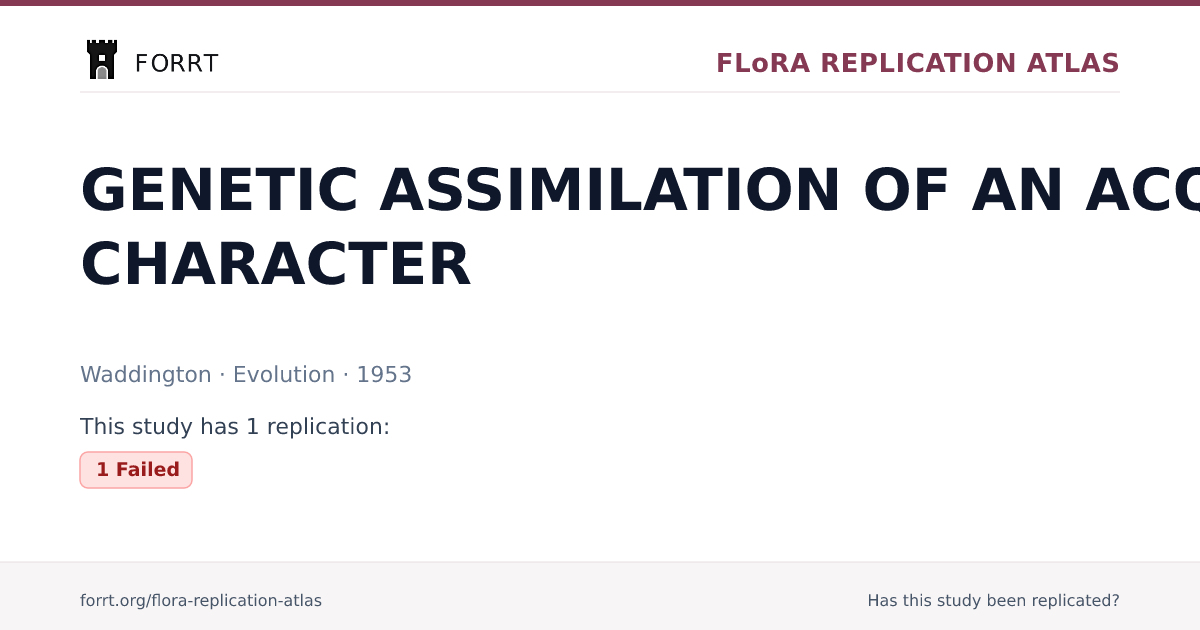 FORRT
FLoRA REPLICATION ATLAS
GENETIC ASSIMILATION OF AN
CHARACTER
Waddington · Evolution · 1953
This study has 1 replication:
1 Failed
forrt.org/flora-replication-atlas
Has this study been replicated?